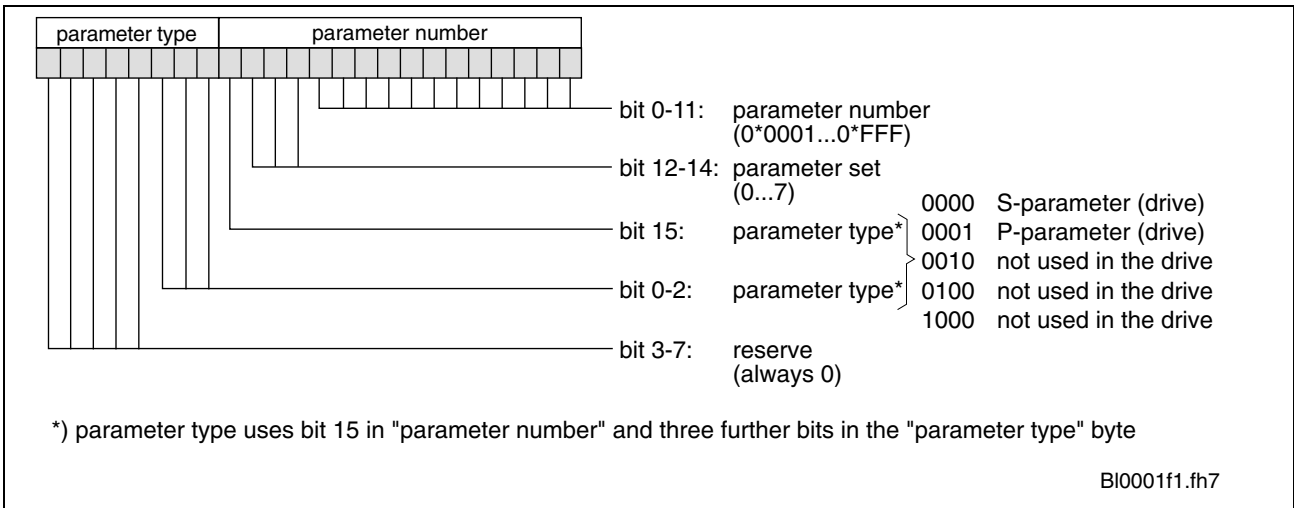 parameter type parameter number
bit 0-11: parameter number
(0*0001...0*FFF)
bit 12-14: parameter set
(0...7)
bit 15: parameter type*
bit 0-2: parameter type*
0000 S-parameter (drive)
0001 P-parameter (drive)
0010 not used in the drive
0100 not used in the drive
1000 not used in the drive
bit 3-7: reserve
(always 0)
*) parameter type uses bit 15 in "parameter number" and three further bits in the "parameter type" byte
Bl0001f1.fh7